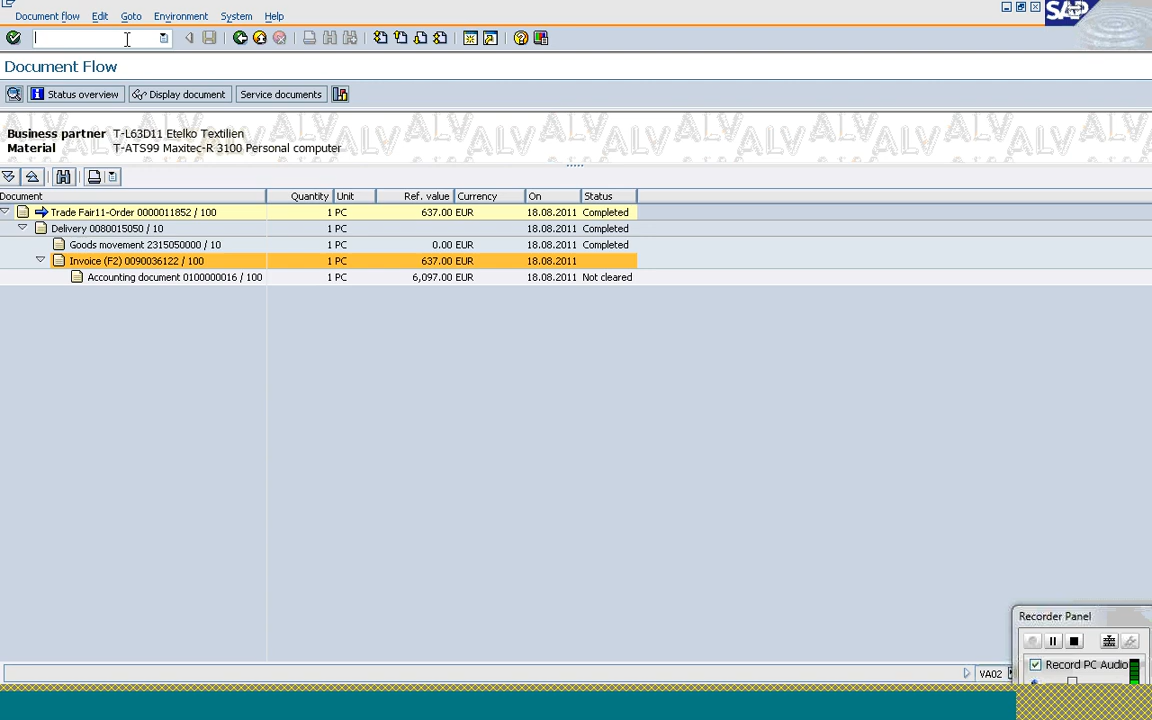 Document flow Edit Goto Environment System Help
SAP
Document Flow
Status overview Display document Service documents
Business partner T-L63D11 Etelko Textilien
Material T-ATS99 Maxitec-R 3100 Personal computer
Document Quantity Unit Ref. value Currency On Status
Trade Fair11-Order 0000011852 / 100 1 PC 637.00 EUR 18.08.2011 Completed
Delivery 0080015050 / 10 1 PC 18.08.2011 Completed
Goods movement 2315050000 / 10 1 PC 0.00 EUR 18.08.2011 Completed
Invoice (F2) 0090036122 / 100 1 PC 637.00 EUR 18.08.2011
Accounting document 0100000016 / 100 1 PC 6,097.00 EUR 18.08.2011 Not cleared
Recorder Panel
Record PC Audio
VA02